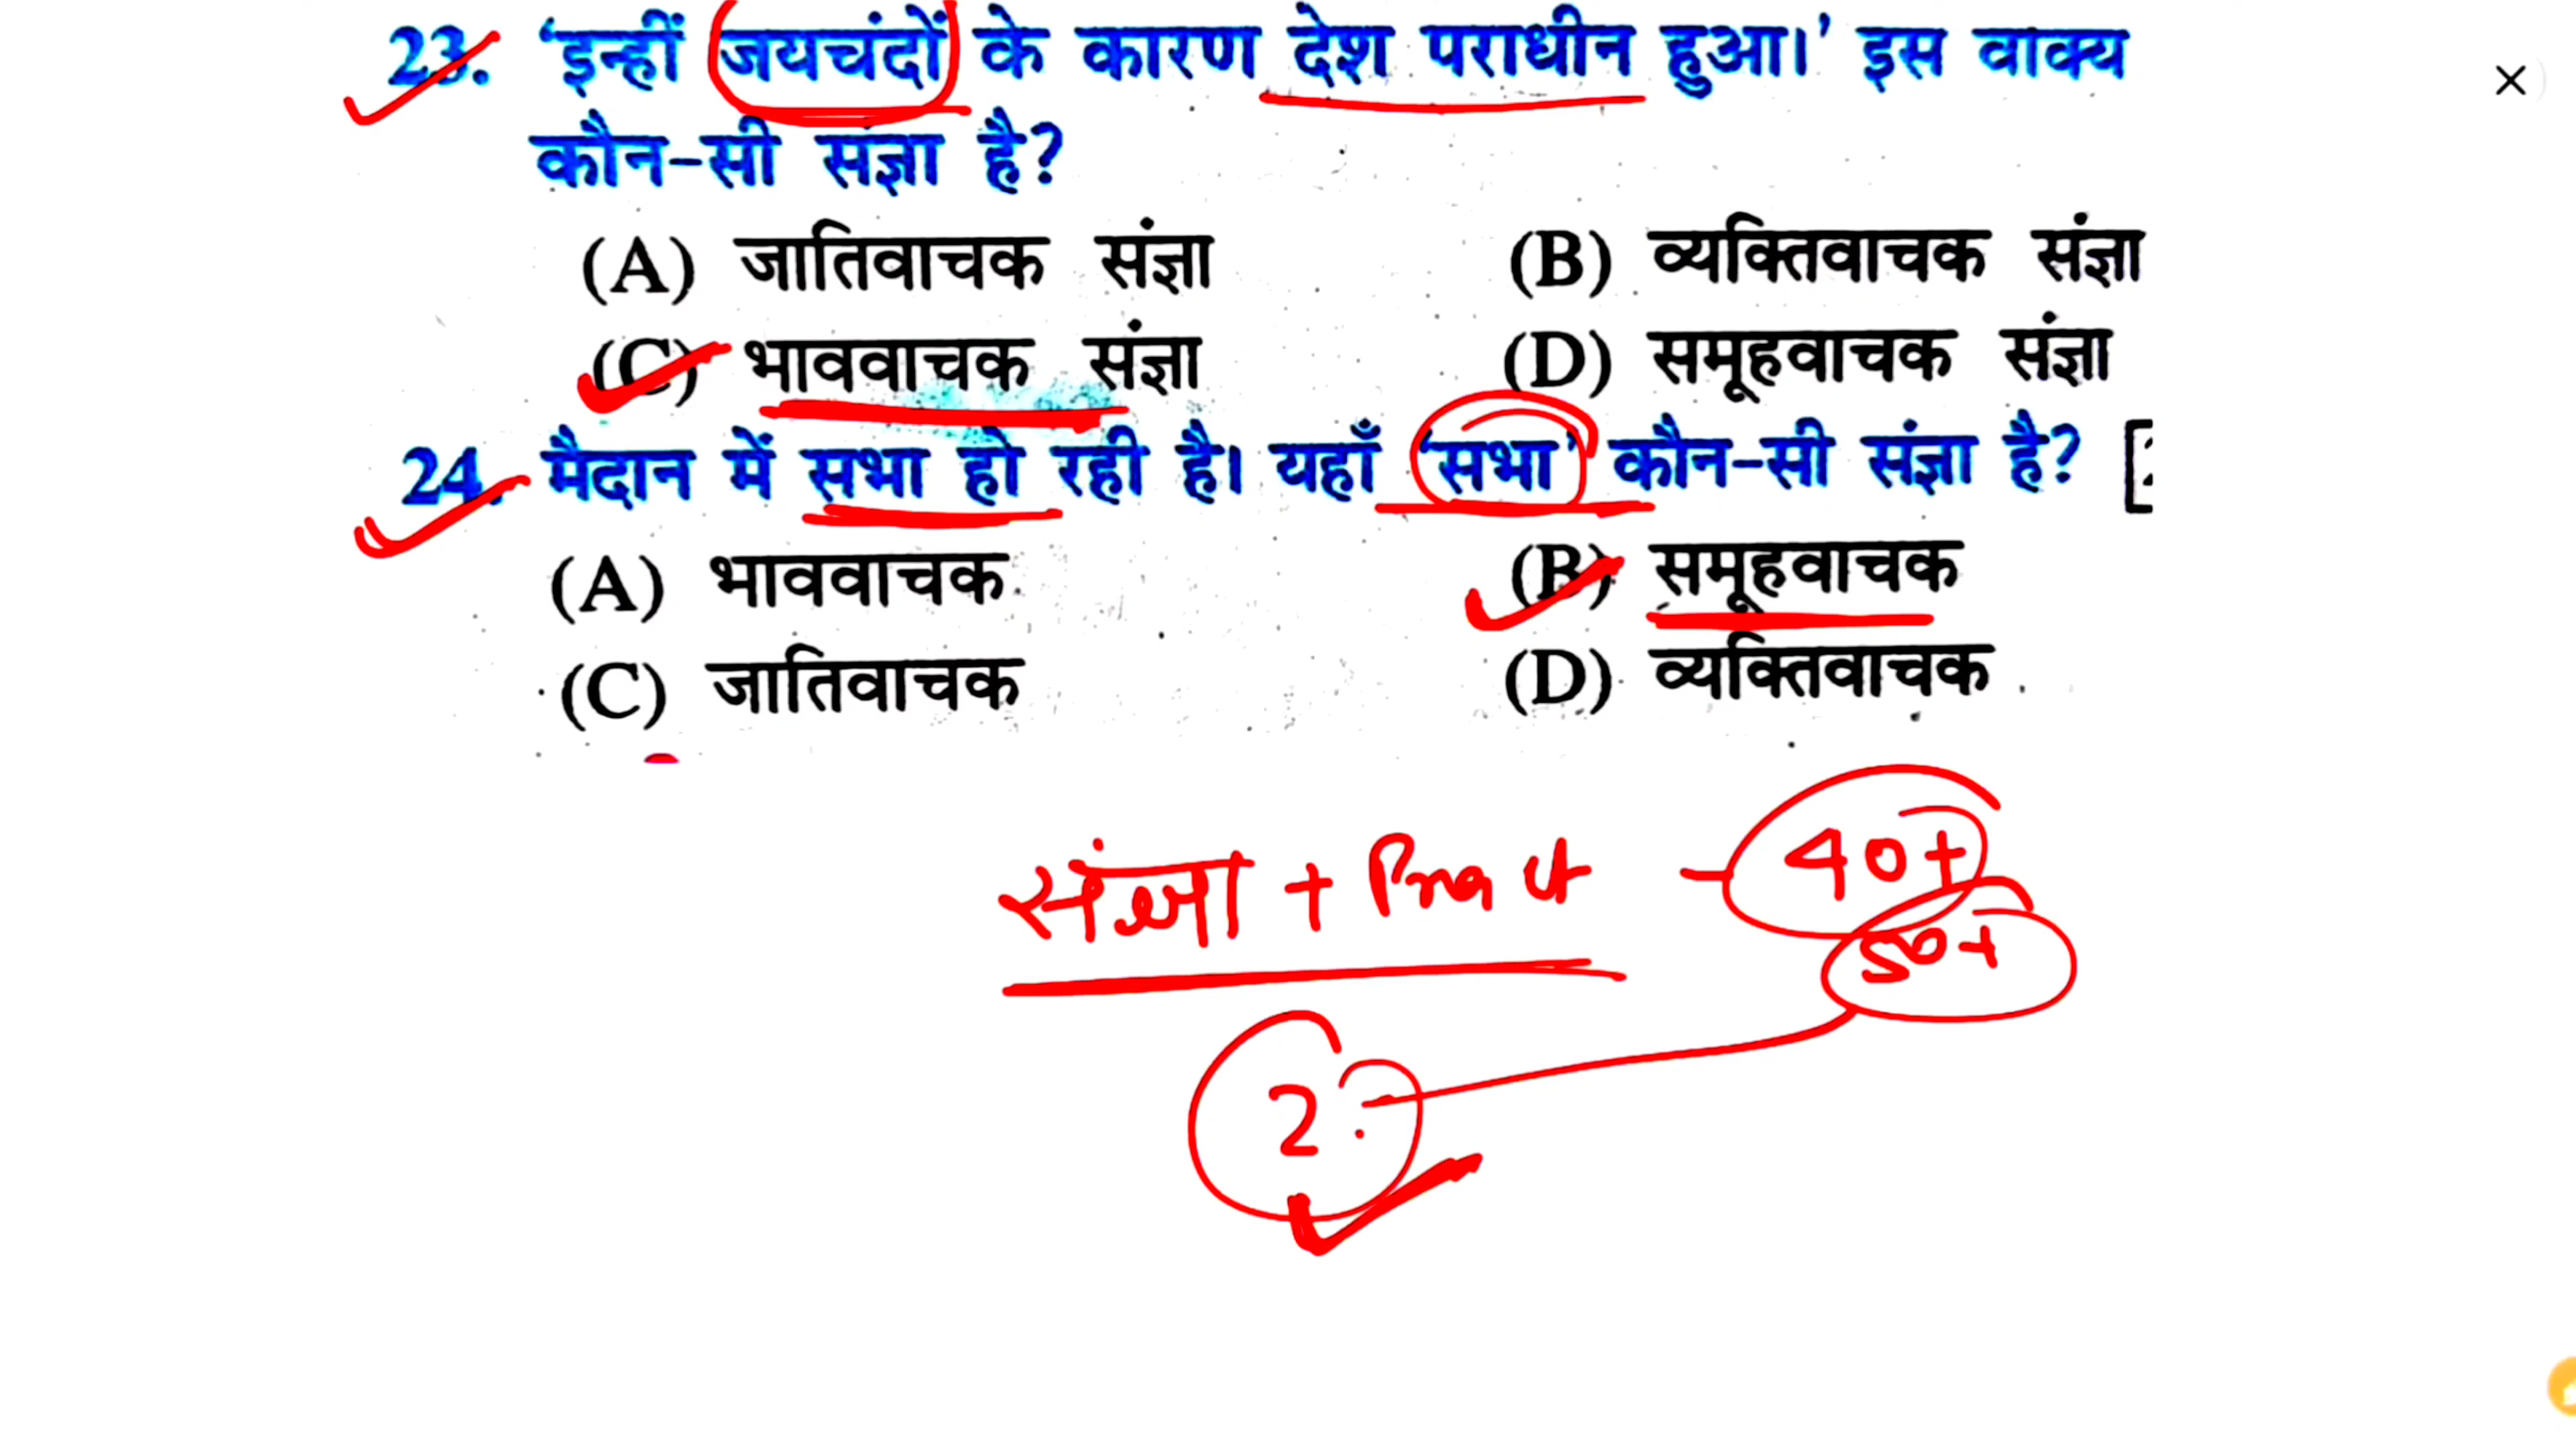 23. ‘इन्हीं जयचंदों के कारण देश पराधीन हुआ।’ इस वाक्य
कौन-सी संज्ञा है?
(A) जातिवाचक संज्ञा (B) व्यक्तिवाचक संज्ञा
(C) भाववाचक संज्ञा (D) समूहवाचक संज्ञा
24. मैदान में सभा हो रही है। यहाँ ‘सभा’ कौन-सी संज्ञा है? [
(A) भाववाचक (B) समूहवाचक
(C) जातिवाचक (D) व्यक्तिवाचक
संज्ञा + 40+
50+
2